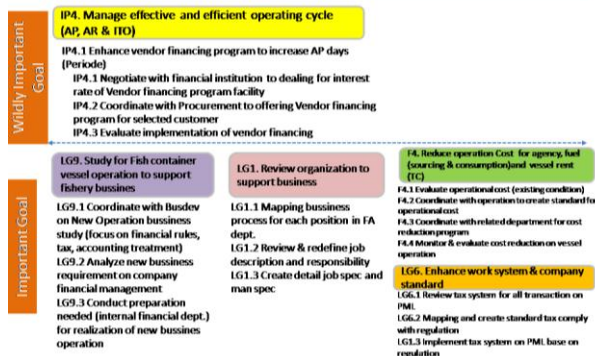 Wildly Important Goal
IP4. Manage effective and efficient operating cycle
(AP, AR & ITO)
IP4.1 Enhance vendor financing program to increase AP days
(Periode)
IP4.1 Negotiate with financial institution to dealing for interest
rate of Vendor financing program facility
IP4.2 Coordinate with Procurement to offering Vendor financing
program for selected customer
IP4.3 Evaluate implementation of vendor financing
Important Goal
LG9. Study for Fish container
vessel operation to support
fishery bussines
LG9.1 Coordinate with Busdev
on New Operation bussiness
study (focus on financial rules,
tax, accounting treatment)
LG9.2 Analyze new bussiness
requirement on company
financial management
LG9.3 Conduct preparation
needed (internal financial dept.)
for realization of new bussines
operation
LG1. Review organization to
support business
LG1.1 Mapping business
process for each position in FA
dept.
LG1.2 Review & redefine job
description and responsibility
LG1.3 Create detail job spec and
man spec
F4. Reduce operation Cost for agency, fuel
(sourcing & consumption)and vessel rent
(TC)
F4.1 Evaluate operational cost (existing condition)
F4.2 Coordinate with operation to create standard for
operational cost
F4.3 Coordinate with related department for cost
reduction program
F4.4 Monitor & evaluate cost reduction on vessel
operation
LG6. Enhance work system & company
standard
LG6.1 Review tax system for all transaction on
PML
LG6.2 Mapping and create standard tax comply
with regulation
LG1.3 Implement tax system on PML base on
regulation